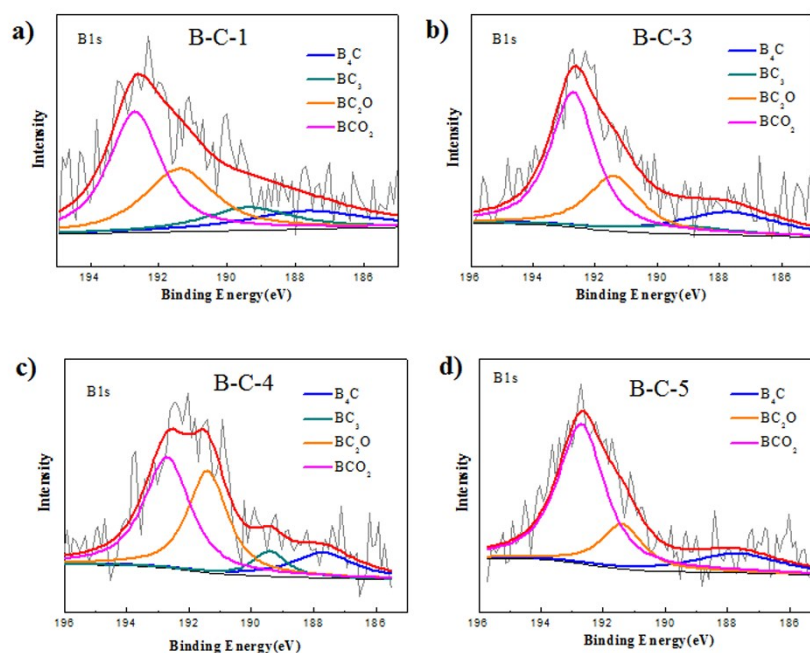 a)
B1s
B-C-1
B₄C
BC₃
BC₂O
BCO₂
Intensity
194 192 190 188 186
Binding Energy(eV)
b)
B1s
B-C-3
B₄C
BC₃
BC₂O
BCO₂
Intensity
196 194 192 190 188 186
Binding Energy(eV)
c)
B1s
B-C-4
B₄C
BC₃
BC₂O
BCO₂
Intensity
196 194 192 190 188 186
Binding Energy(eV)
d)
B1s
B-C-5
B₄C
BC₂O
BCO₂
Intensity
196 194 192 190 188 186
Binding Energy(eV)